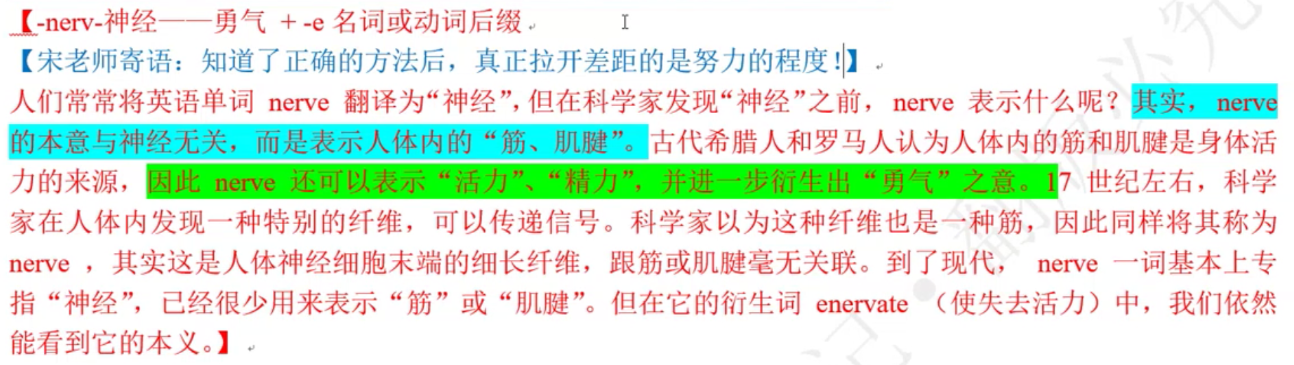 【-nerv-神经——勇气 + -e 名词或动词后缀
【宋老师寄语：知道了正确的方法后，真正拉开差距的是努力的程度！】
人们常常将英语单词 nerve 翻译为“神经”，但在科学家发现“神经”之前， nerve 表示什么呢？其实， nerve
的本意与神经无关，而是表示人体内的“筋、肌腱”。古代希腊人和罗马人认为人体内的筋和肌腱是身体活
力的来源，因此 nerve 还可以表示“活力”、“精力”，并进一步衍生出“勇气”之意。17 世纪左右，科学
家在人体内发现一种特别的纤维，可以传递信号。科学家以为这种纤维也是一种筋，因此同样将其称为
nerve ，其实这是人体神经细胞末端的细长纤维，跟筋或肌腱毫无关联。到了现代， nerve 一词基本上专
指“神经”，已经很少用来表示“筋”或“肌腱”。但在它的衍生词 enervate （使失去活力）中，我们依然
能看到它的本义。】
翻版必究